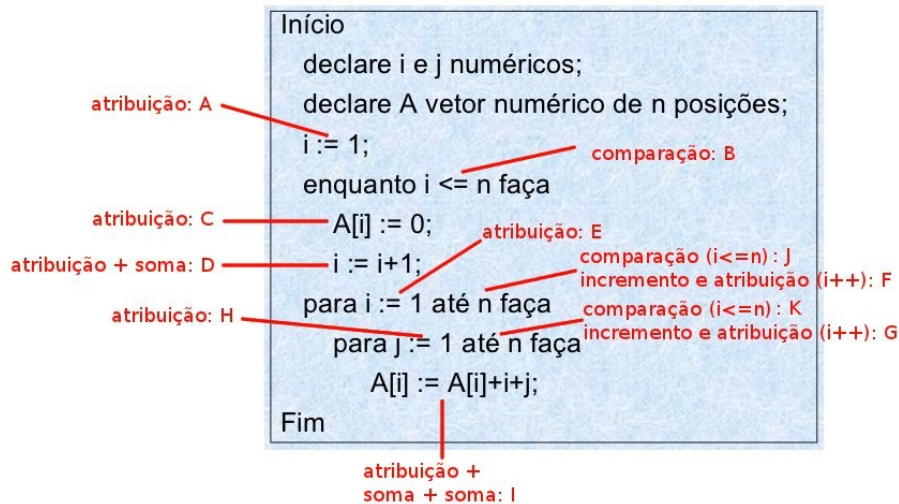 Início
declare i e j numéricos;
declare A vetor numérico de n posições;
atribuição: A
i := 1;
comparação: B
enquanto i <= n faça
atribuição: C
A[i] := 0;
atribuição: E
atribuição + soma: D
i := i+1;
comparação (i<=n) : J
incremento e atribuição (i++): F
para i := 1 até n faça
comparação (i<=n) : K
incremento e atribuição (i++): G
atribuição: H
para j := 1 até n faça
A[i] := A[i]+i+j;
Fim
atribuição +
soma + soma: I